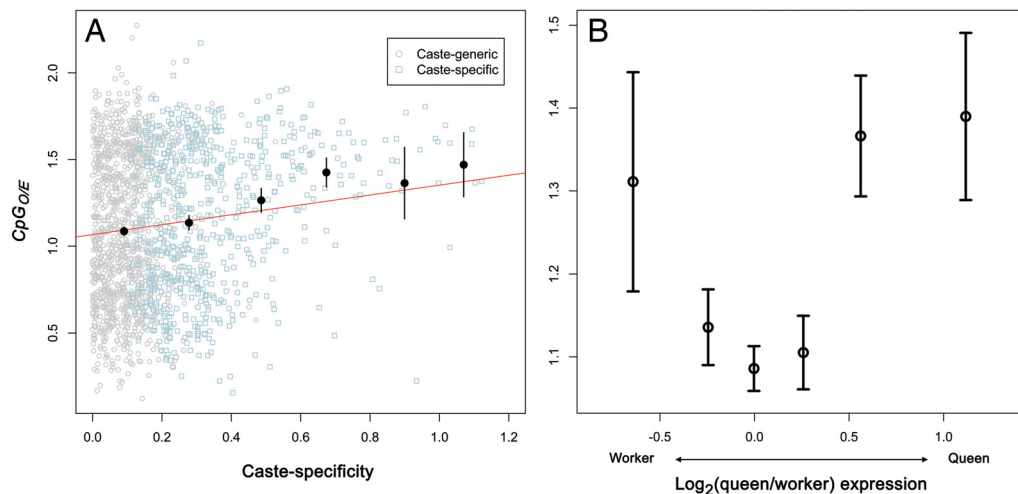 A
Caste-generic
Caste-specific
2.0
1.5
1.0
0.5
CpGO/E
0.0 0.2 0.4 0.6 0.8 1.0 1.2
Caste-specificity
B
1.5
1.4
1.3
1.2
1.1
-0.5 0.0 0.5 1.0
Worker Queen
Log2(queen/worker) expression